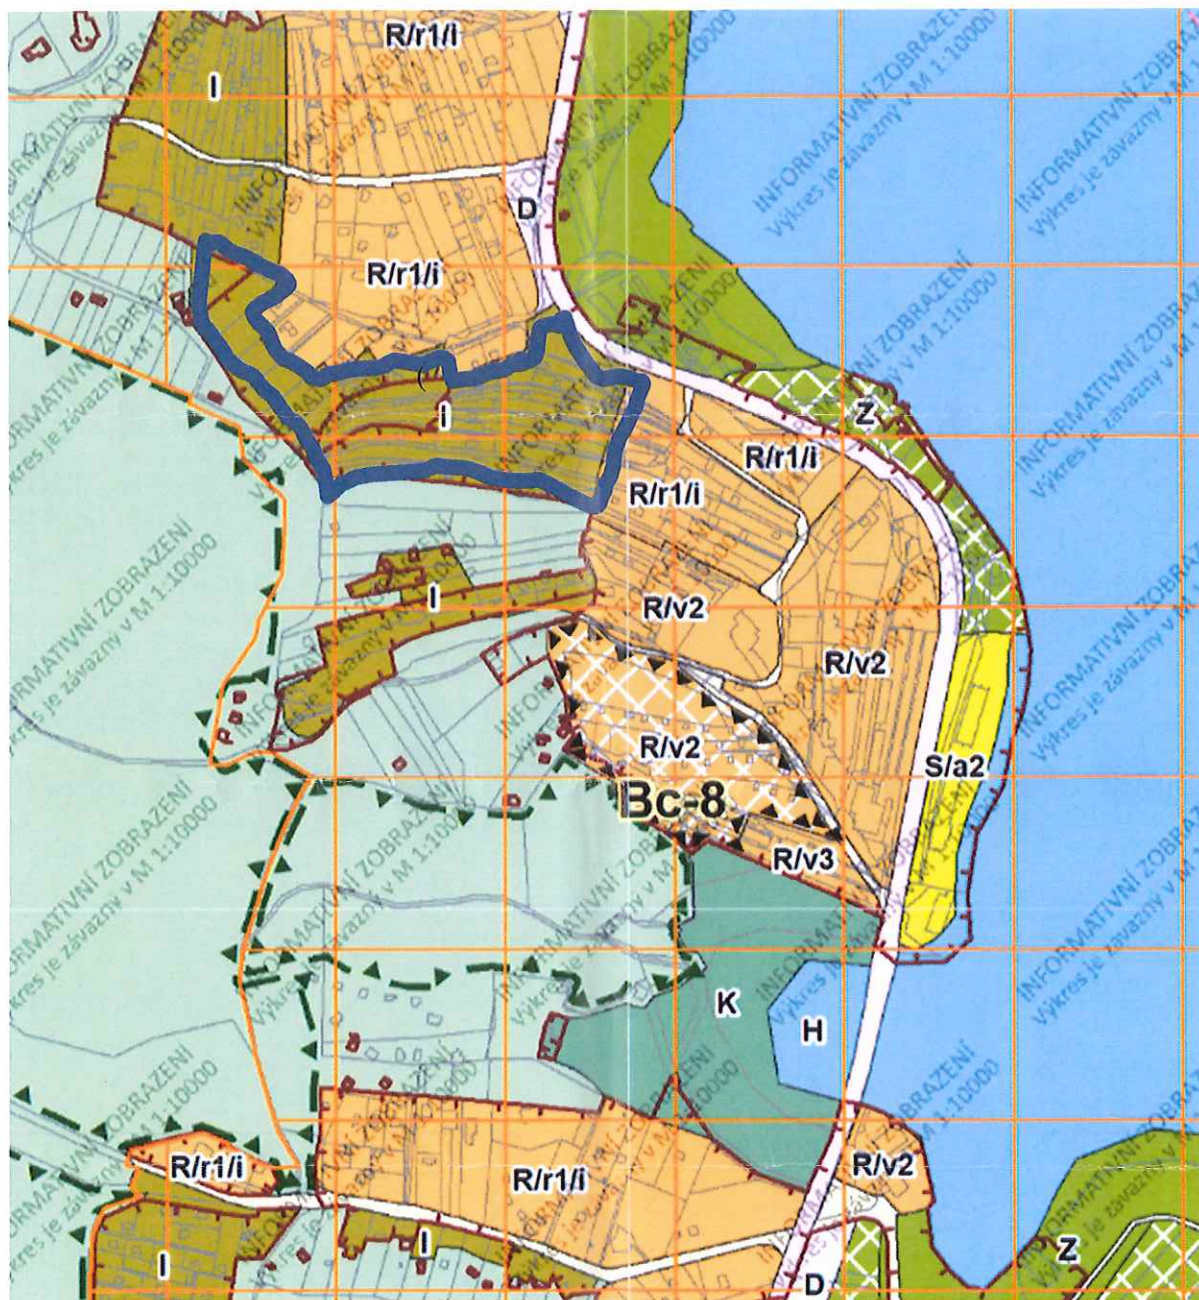 R/r1/i
I
D
R/r1/i
I
Z
R/r1/i
R/r1/i
I
R/v2
R/v2
R/v2
S/a2
Bc-8
R/v3
K
H
R/r1/i
R/r1/i
R/v2
I
I
Z
D
INFORMATIVNÍ ZOBRAZENÍ
Výkres je závazný v M 1:10000